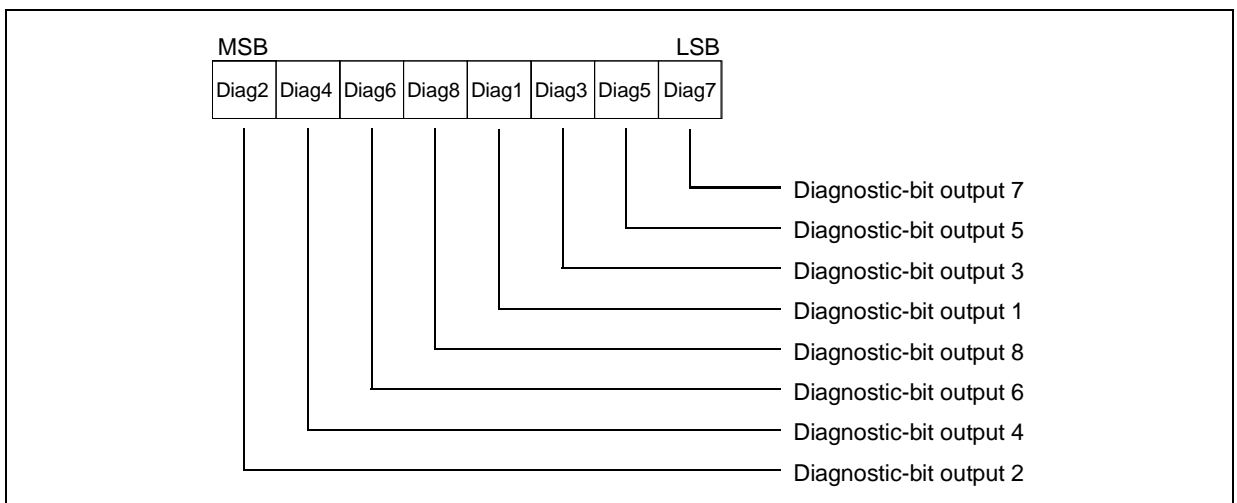 MSB LSB
Diag2 Diag4 Diag6 Diag8 Diag1 Diag3 Diag5 Diag7
Diagnostic-bit output 7
Diagnostic-bit output 5
Diagnostic-bit output 3
Diagnostic-bit output 1
Diagnostic-bit output 8
Diagnostic-bit output 6
Diagnostic-bit output 4
Diagnostic-bit output 2